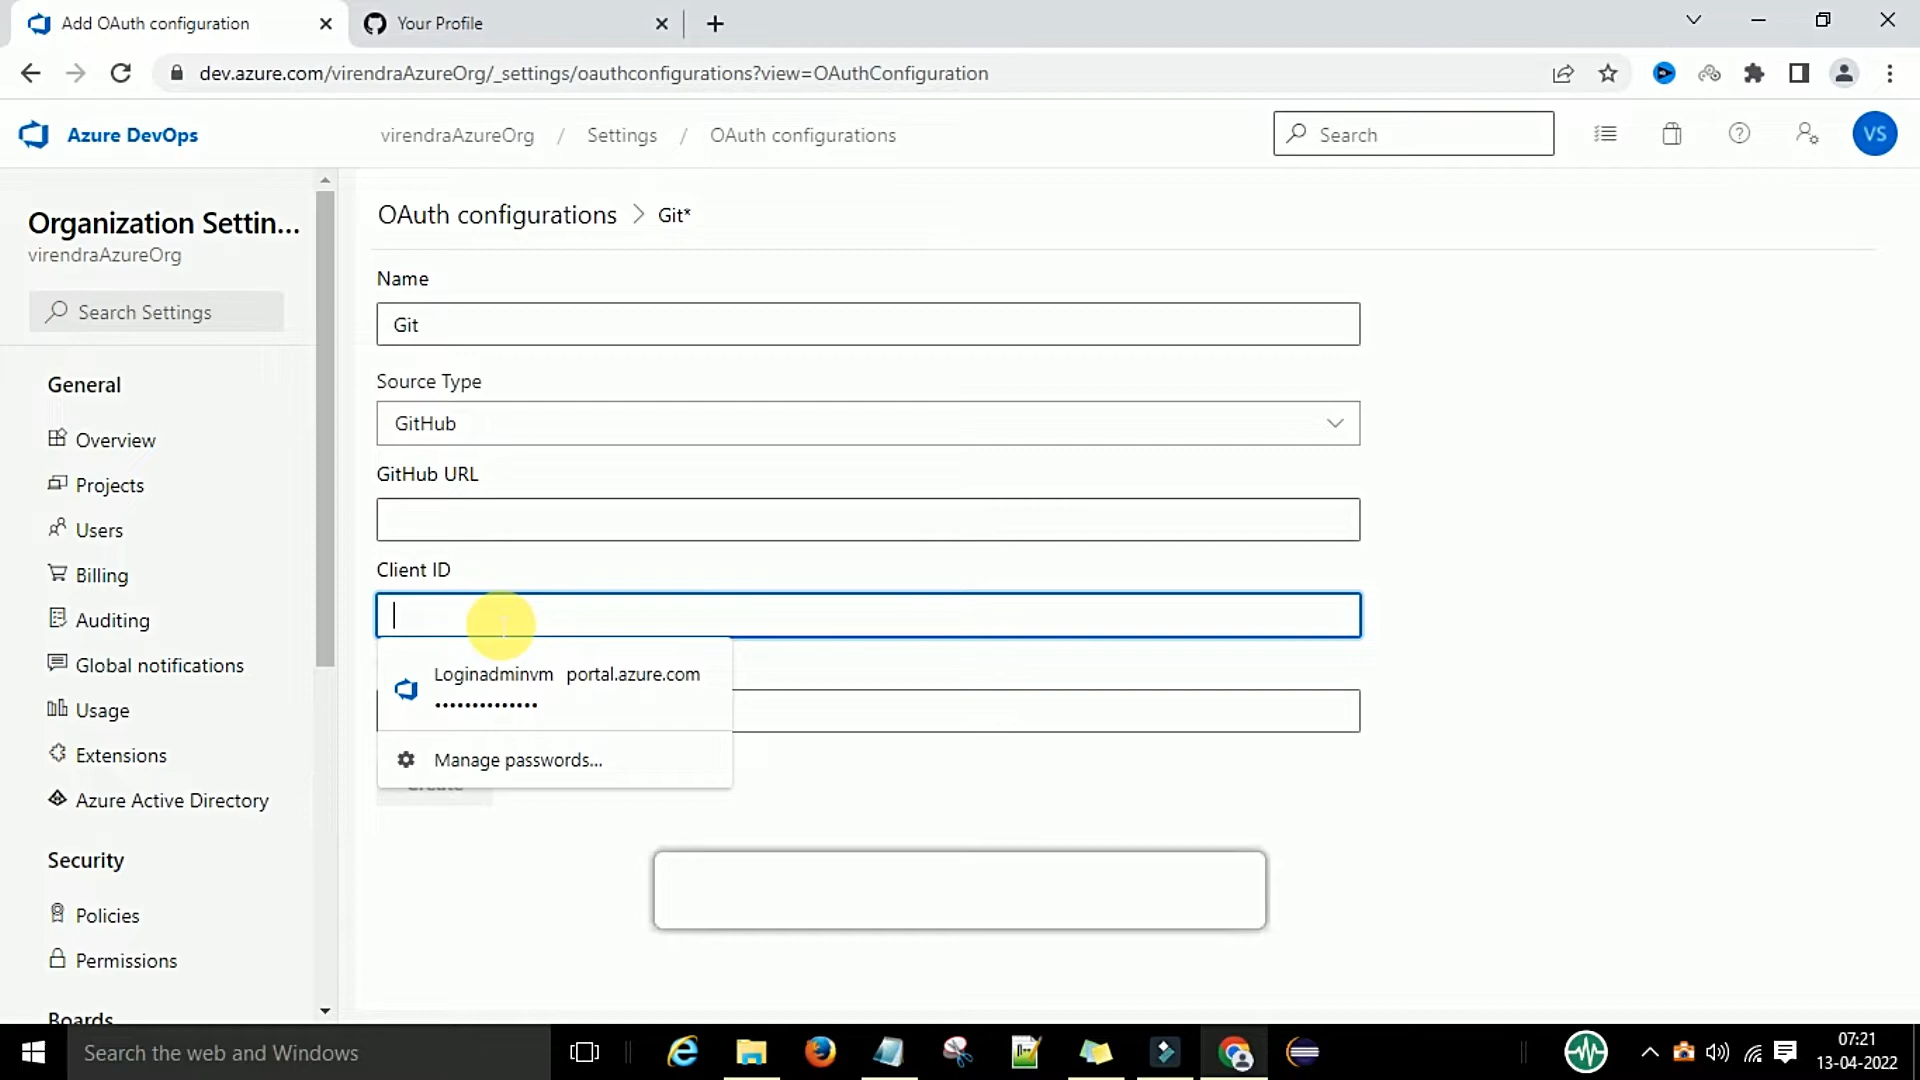 Add OAuth configuration
Your Profile
dev.azure.com/virendraAzureOrg/_settings/oauthconfigurations?view=OAuthConfiguration
Azure DevOps
virendraAzureOrg / Settings / OAuth configurations
Search
VS
Organization Settin...
virendraAzureOrg
Search Settings
General
Overview
Projects
Users
Billing
Auditing
Global notifications
Usage
Extensions
Azure Active Directory
Security
Policies
Permissions
Boards
OAuth configurations > Git*
Name
Git
Source Type
GitHub
GitHub URL
Client ID
Loginadminvm portal.azure.com
••••••••••••••
Manage passwords...
Create
Search the web and Windows
07:21
13-04-2022